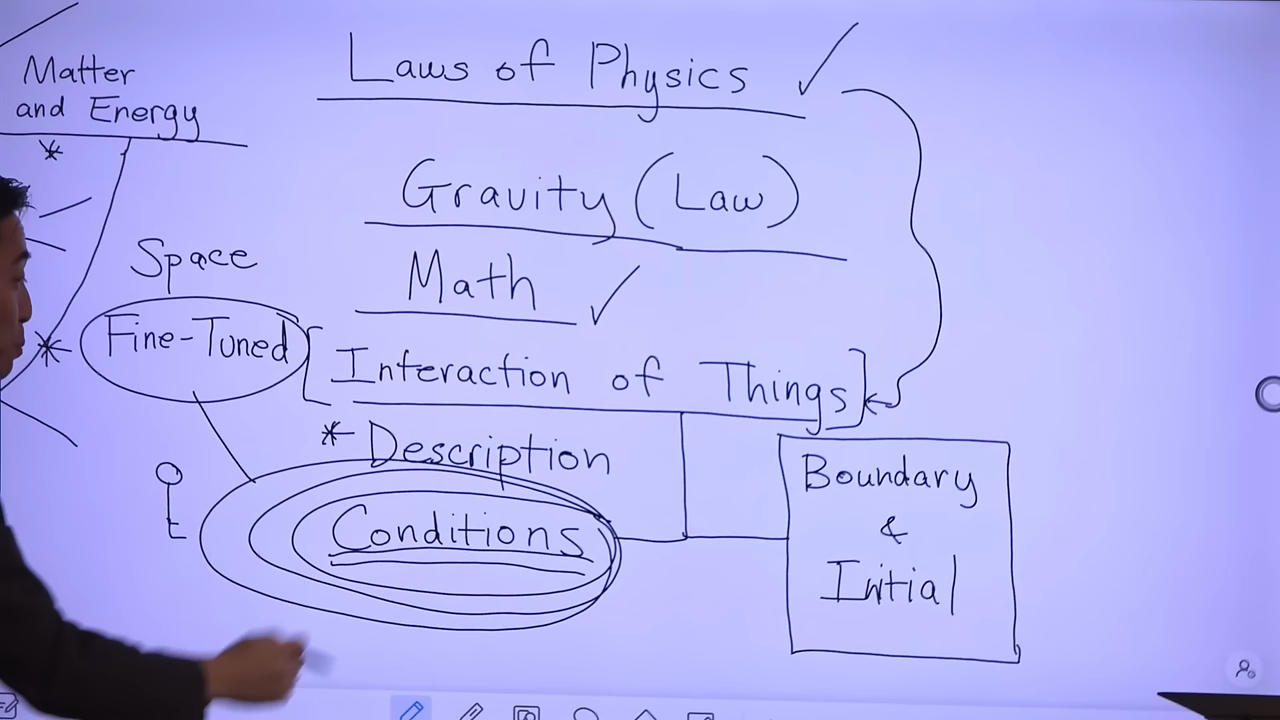 Matter
and Energy
*
Space
* Fine-Tuned
Laws of Physics ✓
Gravity (Law)
Math ✓
[Interaction of Things]
* Description
Conditions
Boundary
&
Initial